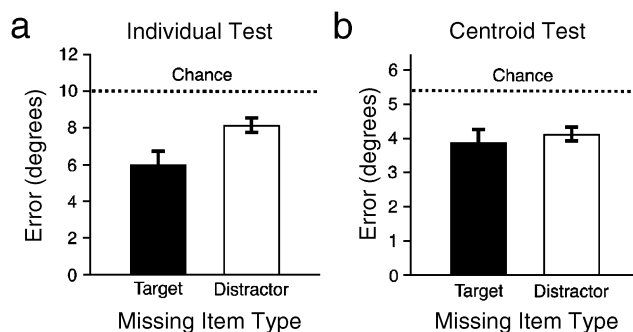 a
Individual Test
12
10
8
6
4
2
0
Chance
Error (degrees)
Target Distractor
Missing Item Type
b
Centroid Test
6
5
4
3
2
1
0
Chance
Error (degrees)
Target Distractor
Missing Item Type